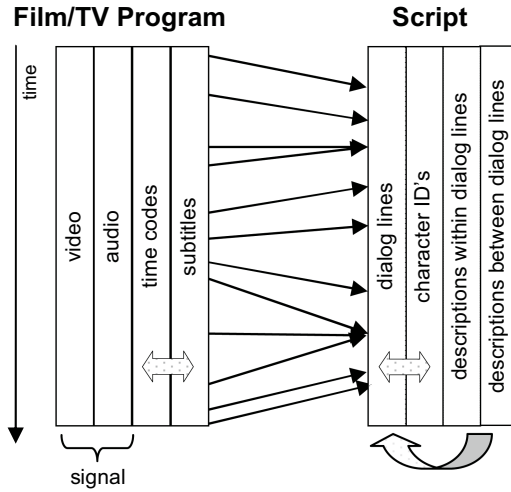 Film/TV Program
Script
time
video
audio
time codes
subtitles
dialog lines
character ID's
descriptions within dialog lines
descriptions between dialog lines
signal